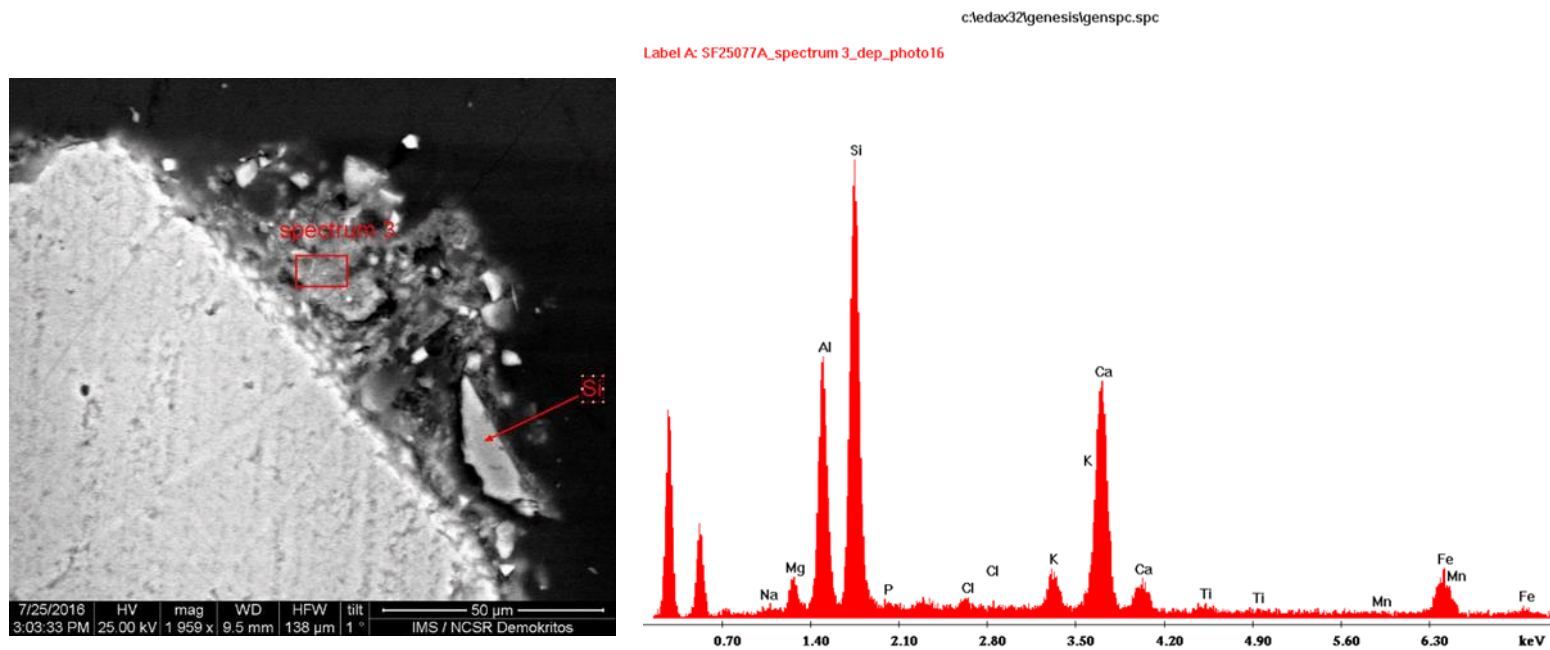 c:\edax32\genesis\genspc.spc
Label A: SF25077A_spectrum 3_dep_photo16
spectrum 3
Si
7/25/2016 HV mag WD HFW tilt 50 µm
3:03:33 PM 25.00 kV 1 959 x 9.5 mm 138 µm 1 ° IMS / NCSR Demokritos
Si
Al
Ca
K
Fe
Mg Cl K Ca Mn
Na P Cl Ti Ti Mn Fe
0.70 1.40 2.10 2.80 3.50 4.20 4.90 5.60 6.30 keV